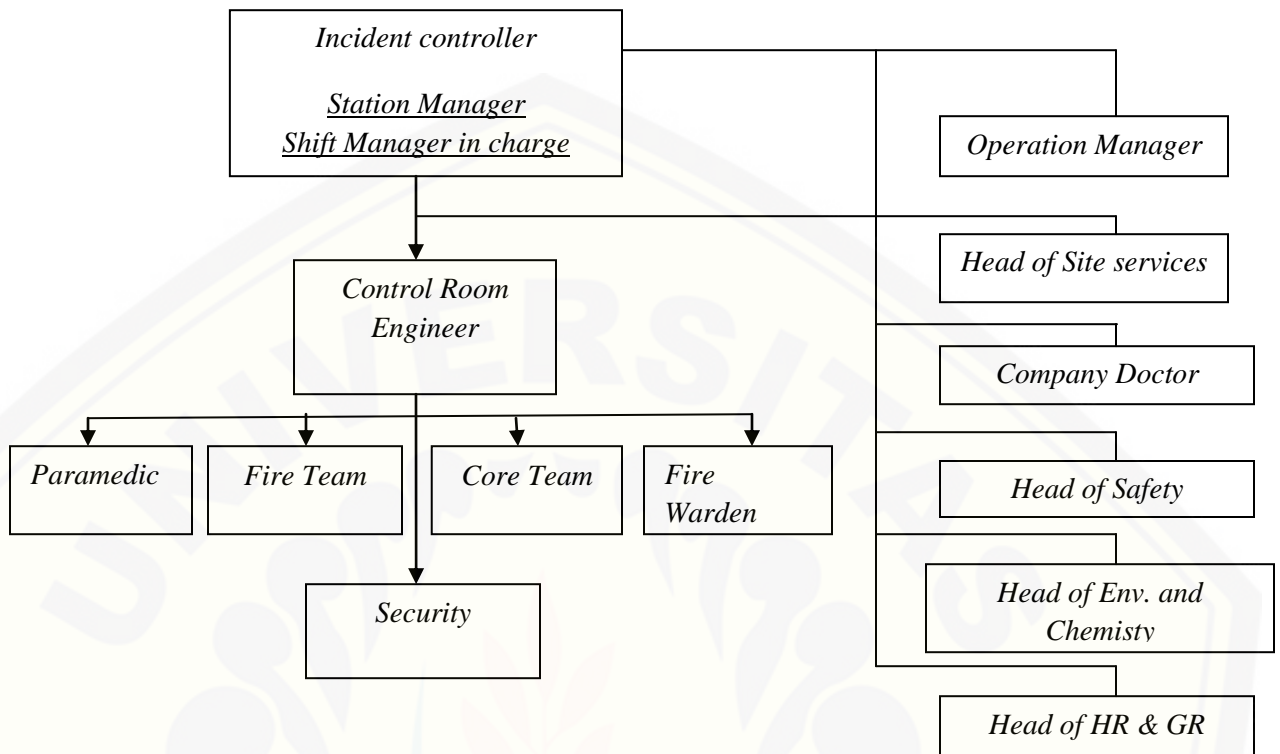 Incident controller
Station Manager
Shift Manager in charge
Operation Manager
Head of Site services
Control Room
Engineer
Company Doctor
Paramedic
Fire Team
Core Team
Fire
Warden
Head of Safety
Head of Env. and
Chemisty
Security
Head of HR & GR
UNIVERSITAS